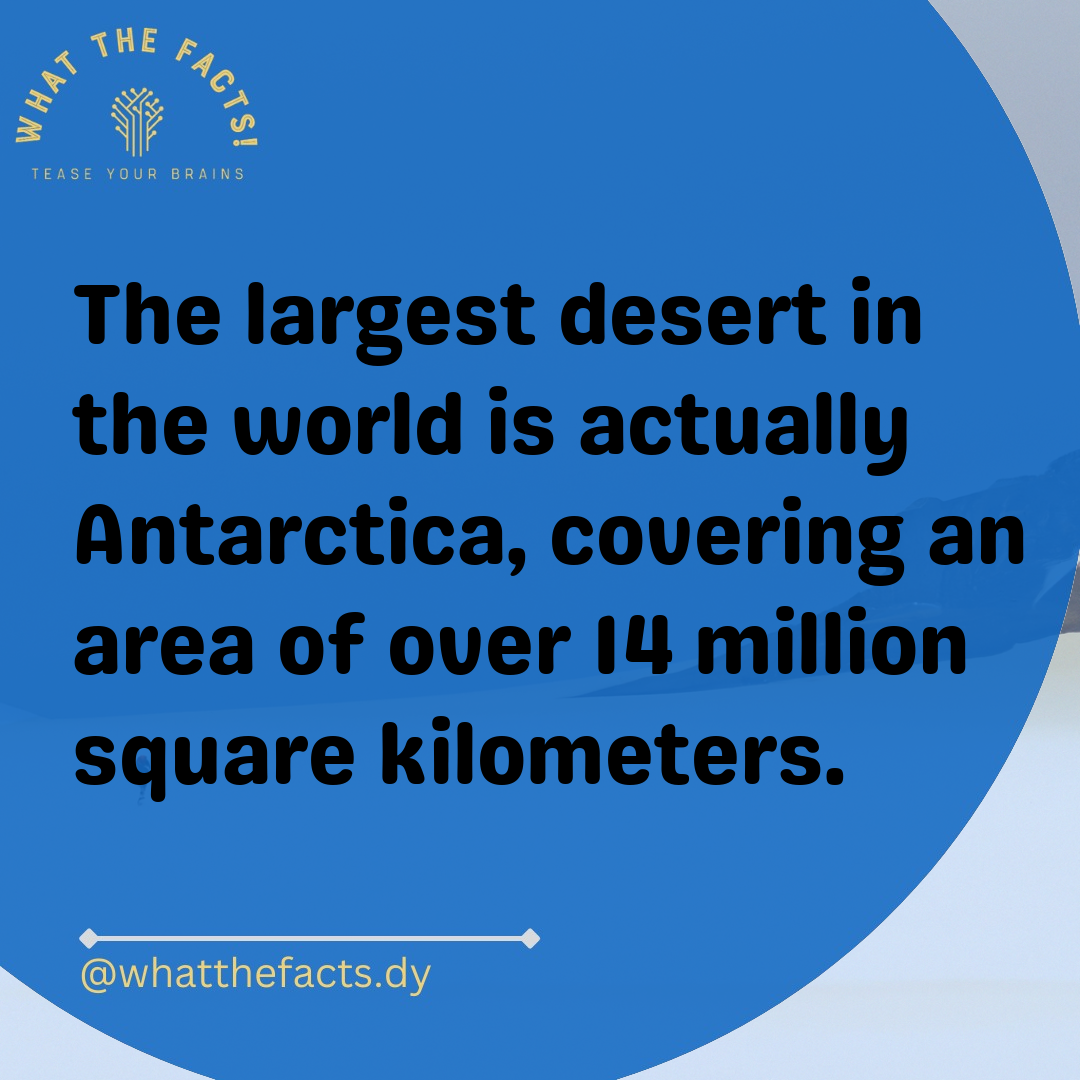 WHAT THE FACTS!
TEASE YOUR BRAINS
The largest desert in
the world is actually
Antarctica, covering an
area of over 14 million
square kilometers.
@whatthefacts.dy